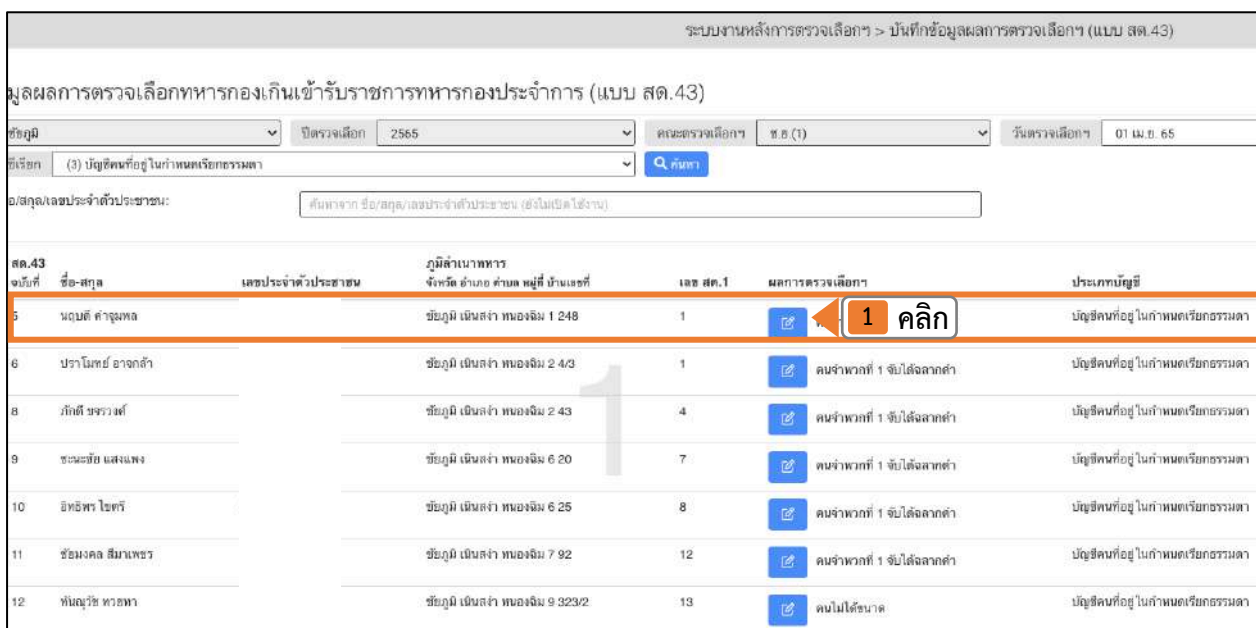 ระบบงานหลังการตรวจเลือกฯ > บันทึกข้อมูลผลการตรวจเลือกฯ (แบบ สด.43)
มูลผลการตรวจเลือกทหารกองเกินเข้ารับราชการทหารกองประจำการ (แบบ สด.43)
ชัยภูมิ ปีตรวจเลือก 2565 คณะตรวจเลือกฯ ช.ย.(1) วันตรวจเลือกฯ 01 เม.ย. 65
ชีเรียก (3) บัญชีคนที่อยู่ในกำหนดเรียกธรรมดา ค้นหา
อ/สกุล/เลขประจำตัวประชาชน: ค้นหาจาก ชื่อ/สกุล/เลขประจำตัวประชาชน (ยังไม่เปิดใช้งาน)
สด.43 ภูมิลำเนาทหาร
ฉบับที่ ชื่อ-สกุล เลขประจำตัวประชาชน จังหวัด อำเภอ ตำบล หมู่ที่ บ้านเลขที่ เลข สด.1 ผลการตรวจเลือกฯ ประเภทบัญชี
5 นฤบดี คำจุมพล ชัยภูมิ เนินสง่า หนองฉิม 1 248 1 1 คลิก บัญชีคนที่อยู่ในกำหนดเรียกธรรมดา
6 ปราโมทย์ อาจกล้า ชัยภูมิ เนินสง่า หนองฉิม 2 4/3 1 คนจำพวกที่ 1 จับได้ฉลากดำ บัญชีคนที่อยู่ในกำหนดเรียกธรรมดา
8 ภักดี ขจรวงศ์ ชัยภูมิ เนินสง่า หนองฉิม 2 43 4 คนจำพวกที่ 1 จับได้ฉลากดำ บัญชีคนที่อยู่ในกำหนดเรียกธรรมดา
9 ชนะชัย แสงแพง ชัยภูมิ เนินสง่า หนองฉิม 6 20 7 คนจำพวกที่ 1 จับได้ฉลากดำ บัญชีคนที่อยู่ในกำหนดเรียกธรรมดา
10 อิทธิพร ไขตรี ชัยภูมิ เนินสง่า หนองฉิม 6 25 8 คนจำพวกที่ 1 จับได้ฉลากดำ บัญชีคนที่อยู่ในกำหนดเรียกธรรมดา
11 ชัยมงคล สีมาเพชร ชัยภูมิ เนินสง่า หนองฉิม 7 92 12 คนจำพวกที่ 1 จับได้ฉลากดำ บัญชีคนที่อยู่ในกำหนดเรียกธรรมดา
12 ทวยทา ชัยภูมิ เนินสง่า หนองฉิม 9 323/2 13 คนไม่ได้ขนาด บัญชีคนที่อยู่ในกำหนดเรียกธรรมดา
1